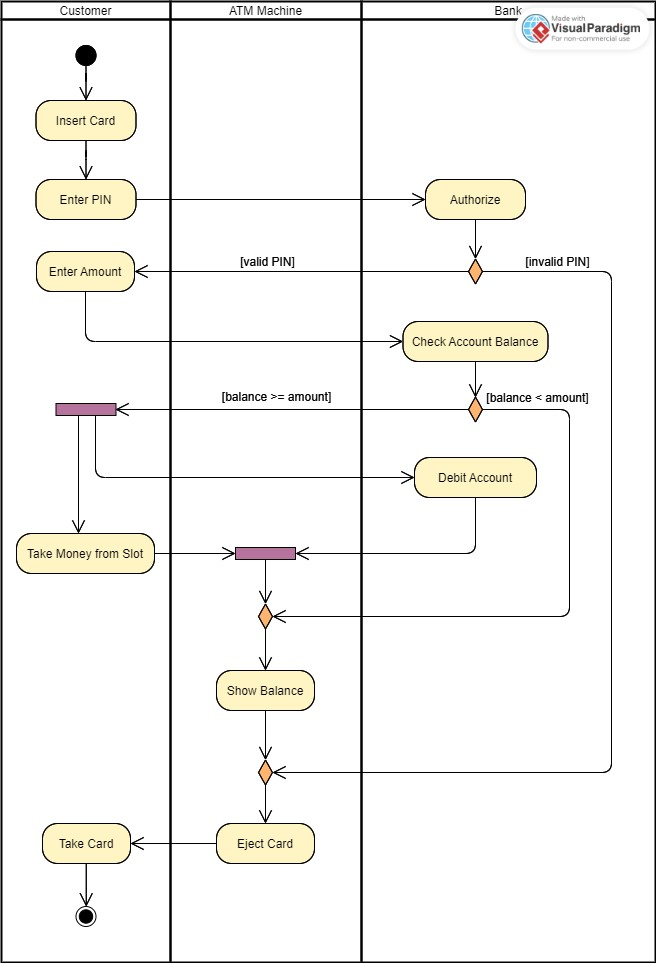 Customer
ATM Machine
Bank
Made with
VisualParadigm
For non-commercial use
Insert Card
Enter PIN
Authorize
Enter Amount
[valid PIN]
[invalid PIN]
Check Account Balance
[balance >= amount]
[balance < amount]
Debit Account
Take Money from Slot
Show Balance
Take Card
Eject Card